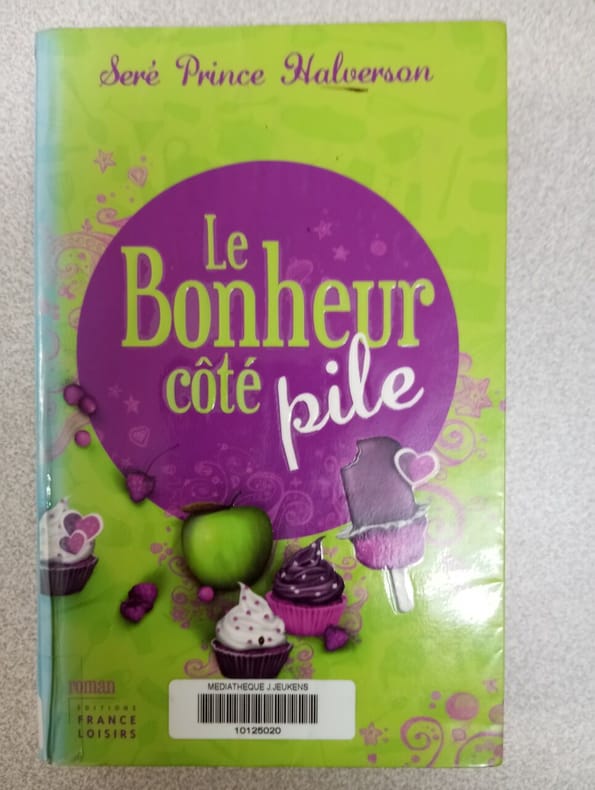 Seré Prince Halverson
Le
Bonheur
côté pile
roman
ÉDITIONS
FRANCE
LOISIRS
MEDIATHEQUE J.JEUKENS
10125020